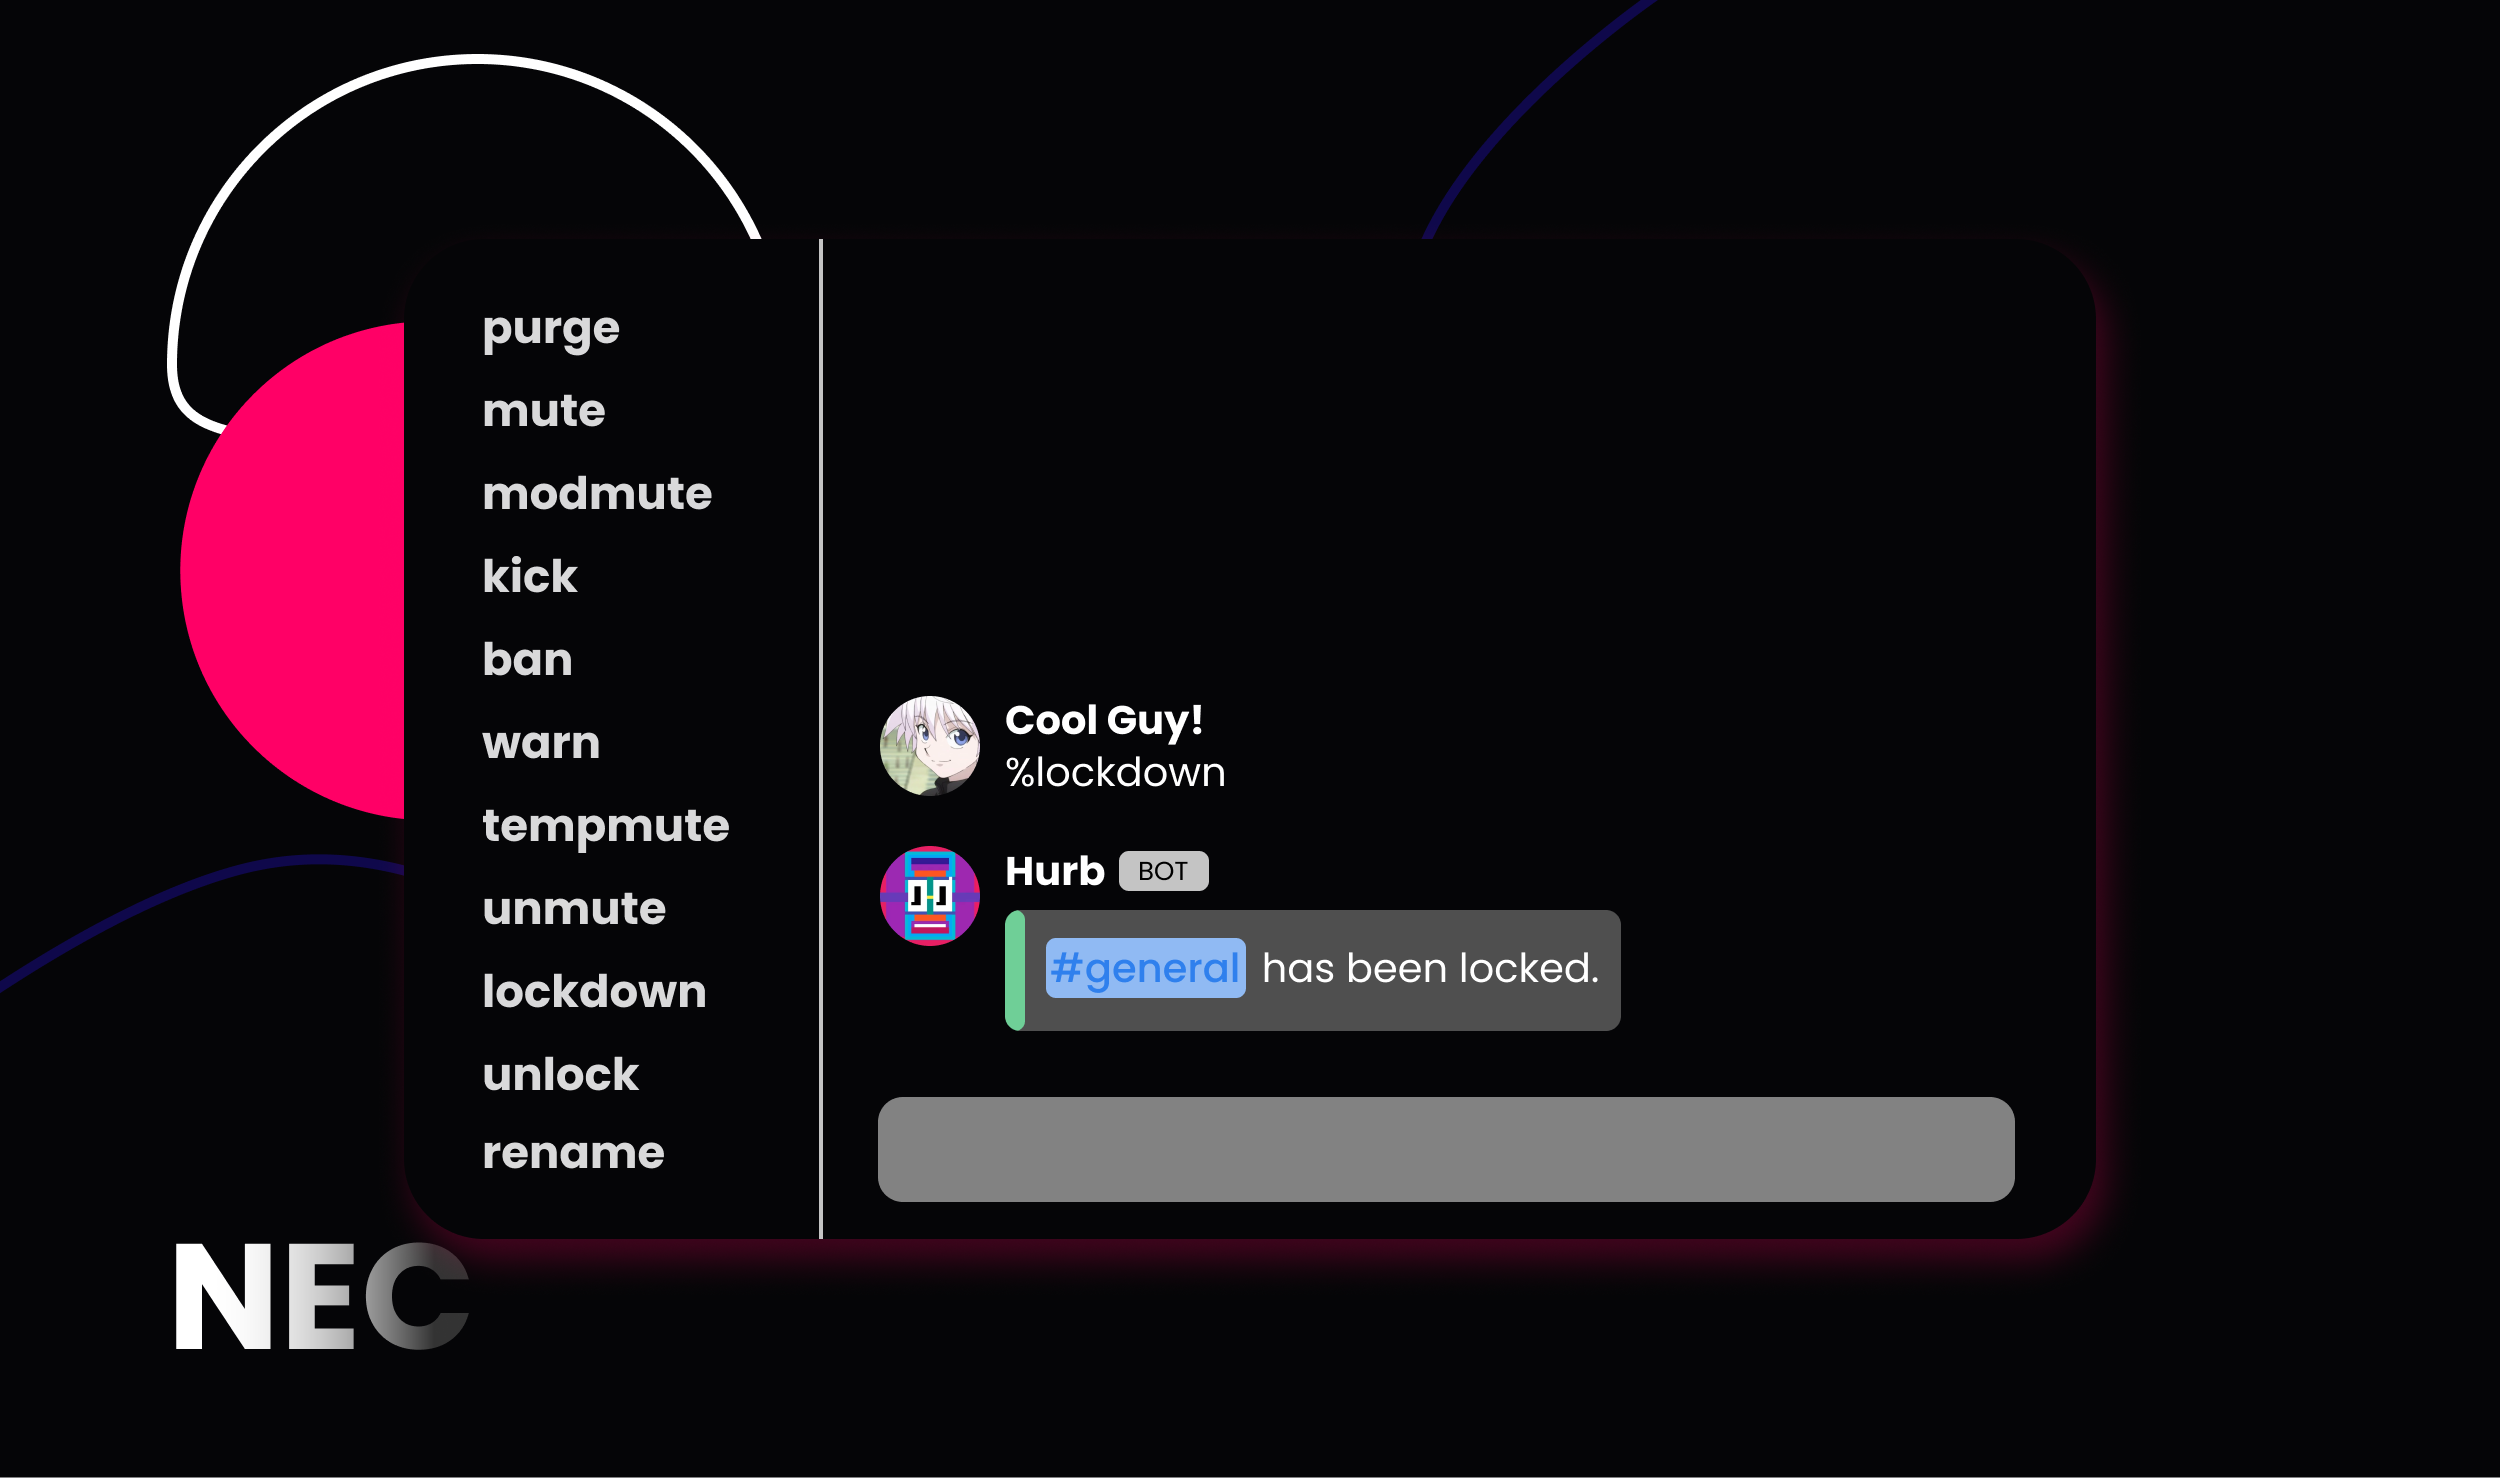 purge
mute
modmute
kick
ban
warn
tempmute
unmute
lockdown
unlock
rename
Cool Guy!
%lockdown
Hurb BOT
#general has been locked.
NEC